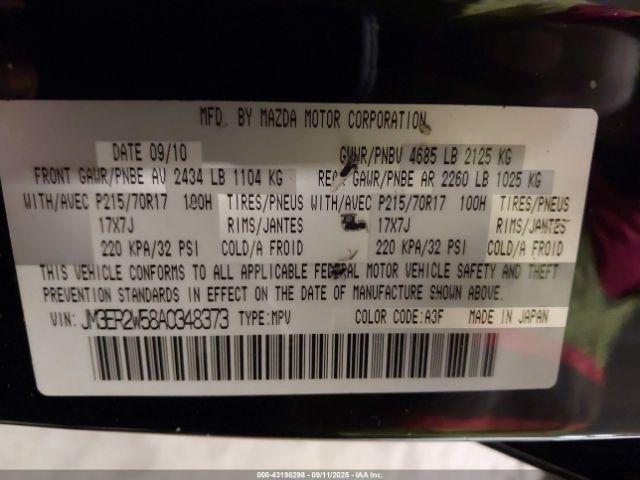 MFD. BY MAZDA MOTOR CORPORATION
DATE 09/10 GVWR/PNBV 4685 LB 2125 KG
FRONT GAWR/PNBE AV 2434 LB 1104 KG REAR GAWR/PNBE AR 2260 LB 1025 KG
WITH/AVEC P215/70R17 100H TIRES/PNEUS WITH/AVEC P215/70R17 100H TIRES/PNEUS
17X7J RIMS/JANTES 17X7J RIMS/JANTES
220 KPA/32 PSI COLD/A FROID 220 KPA/32 PSI COLD/A FROID
THIS VEHICLE CONFORMS TO ALL APPLICABLE FEDERAL MOTOR VEHICLE SAFETY AND THEFT
PREVENTION STANDARDS IN EFFECT ON THE DATE OF MANUFACTURE SHOWN ABOVE.
VIN: JM3EP2W58A0348373 TYPE:MPV COLOR CODE:A3F MADE IN JAPAN
000-43198298 - 09/11/2025 - IAA Inc.